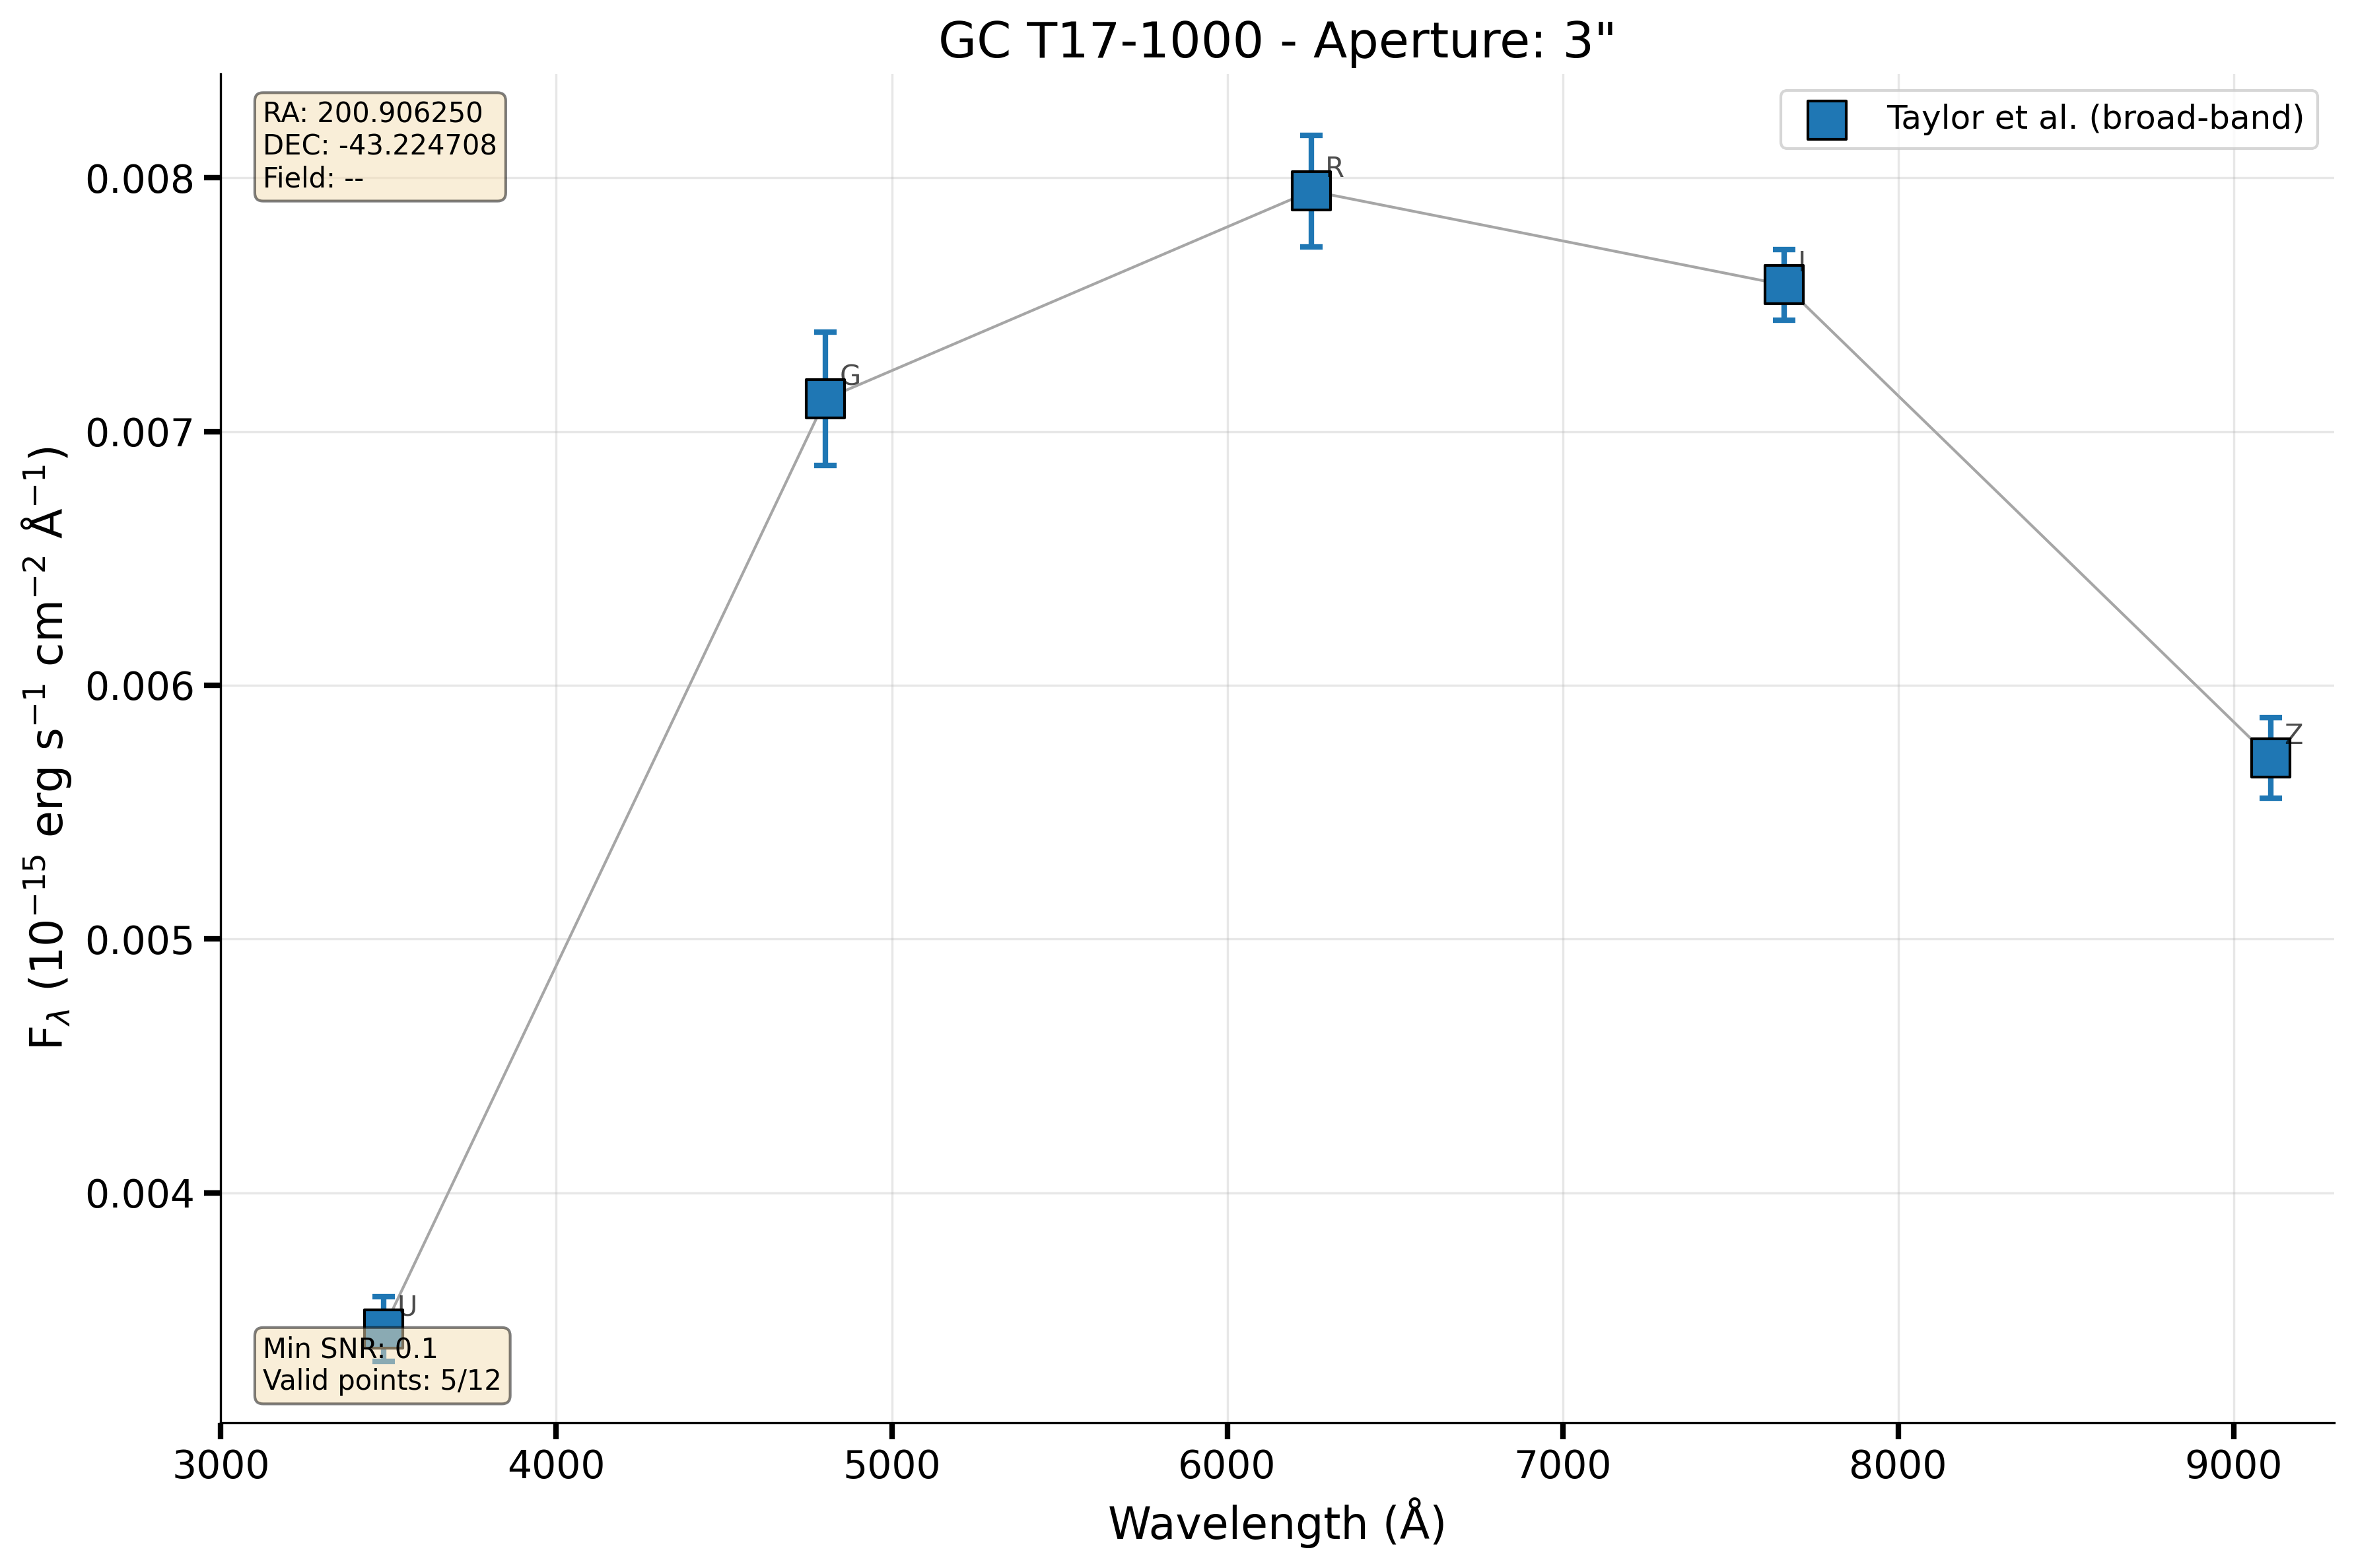 GC T17-1000 - Aperture: 3"
RA: 200.906250
DEC: -43.224708
Field: --
Taylor et al. (broad-band)
R
I
G
Z
U
0.008
0.007
0.006
0.005
0.004
F_λ (10⁻¹⁵ erg s⁻¹ cm⁻² Å⁻¹)
Min SNR: 0.1
Valid points: 5/12
3000 4000 5000 6000 7000 8000 9000
Wavelength (Å)